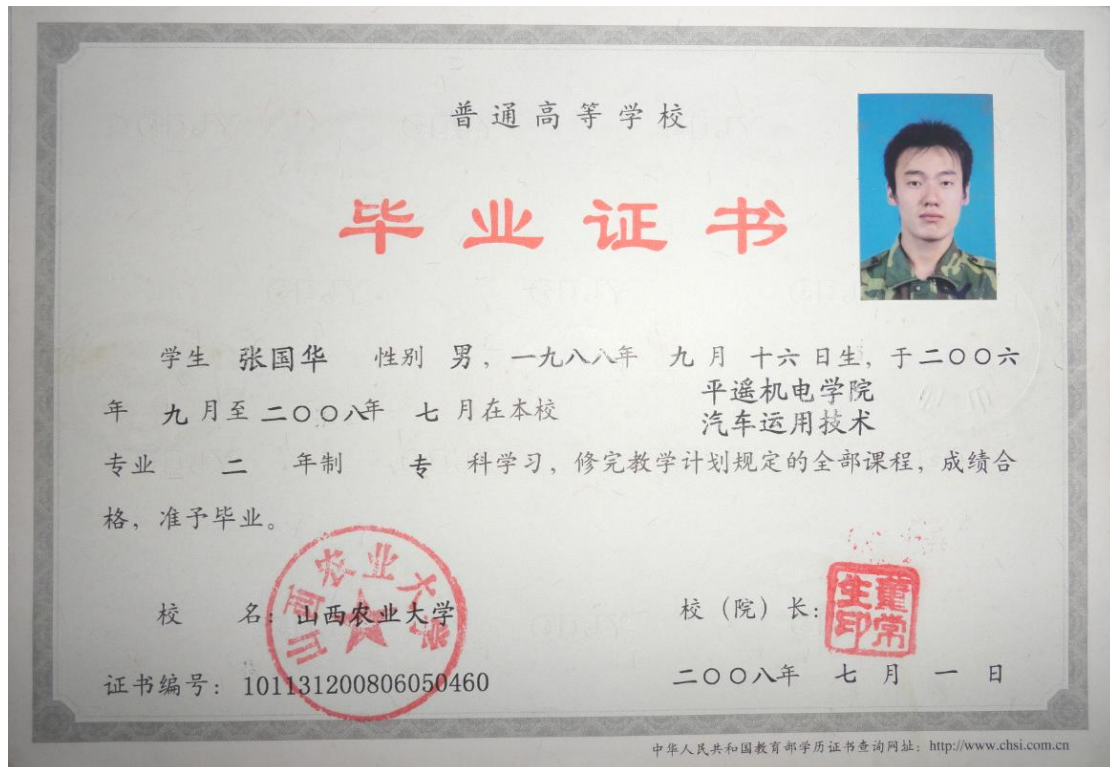 普通高等学校
毕业证书
学生 张国华 性别 男，一九八八年 九 月 十六 日生，于二〇〇六
平遥机电学院
年 九 月至 二〇〇八年 七 月在本校
汽车运用技术
专业 二 年制 专 科学习，修完教学计划规定的全部课程，成绩合
格，准予毕业。
山西农业大学
校 名：山西农业大学
校（院）长：
董常生印
证书编号：101131200806050460
二〇〇八年 七 月 一 日
中华人民共和国教育部学历证书查询网址：http://www.chsi.com.cn